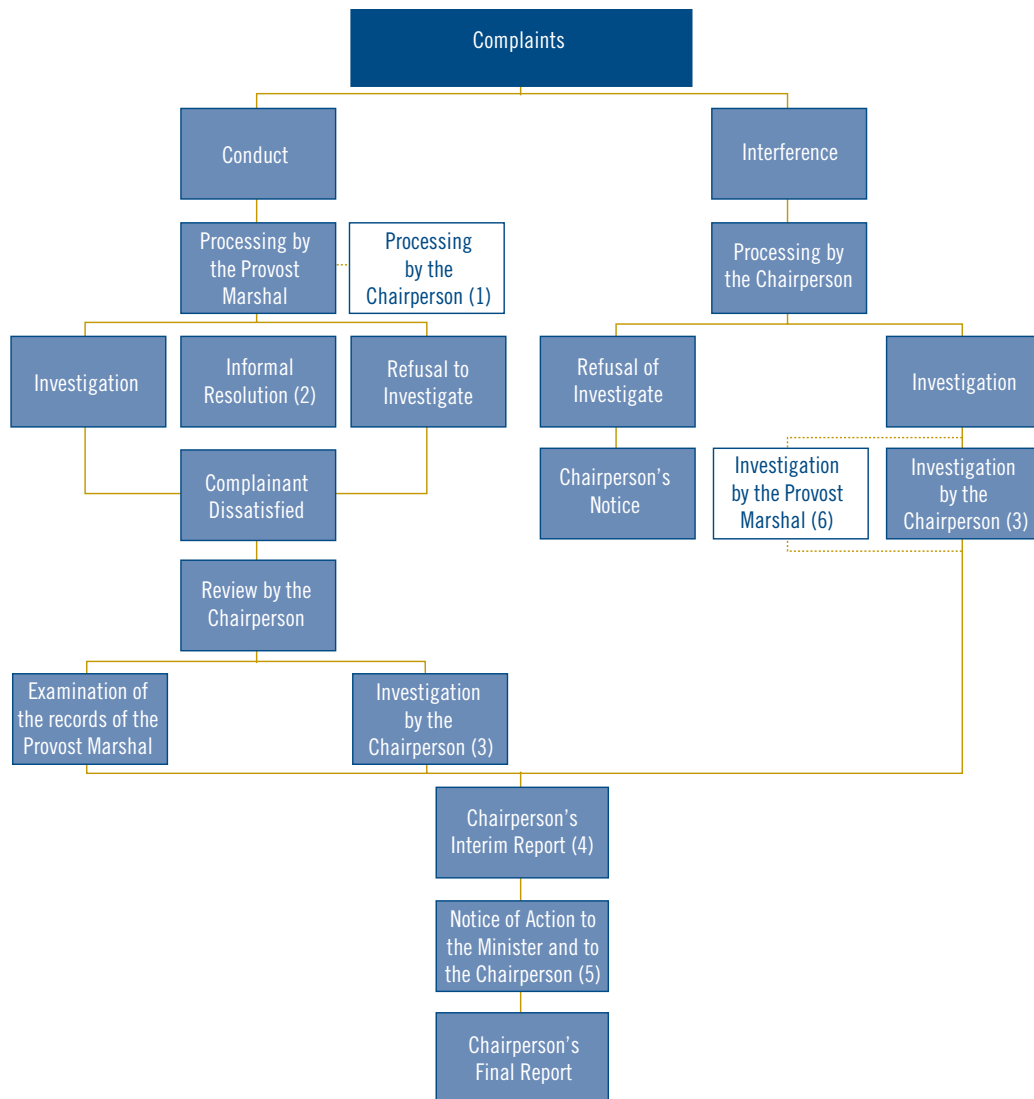 Complaints
Conduct
Interference
Processing by
the Provost
Marshal
Processing
by the
Chairperson (1)
Processing by
the Chairperson
Investigation
Informal
Resolution (2)
Refusal to
Investigate
Refusal of
Investigate
Investigation
Complainant
Dissatisfied
Chairperson's
Notice
Investigation
by the Provost
Marshal (6)
Investigation
by the
Chairperson (3)
Review by the
Chairperson
Examination of
the records of the
Provost Marshal
Investigation
by the
Chairperson (3)
Chairperson's
Interim Report (4)
Notice of Action to
the Minister and to
the Chairperson (5)
Chairperson's
Final Report